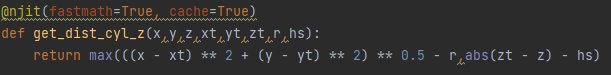 @njit(fastmath=True, cache=True)
def get_dist_cyl_z(x,y,z,xt,yt,zt,r,hs):
    return max(((x - xt) ** 2 + (y - yt) ** 2) ** 0.5 - r,abs(zt - z) - hs)